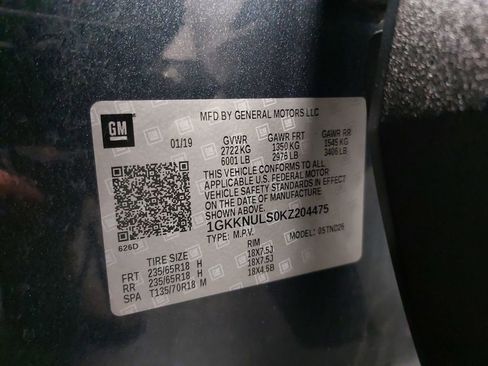 GM
MFD BY GENERAL MOTORS LLC
01/19 GVWR GAWR FRT GAWR RR
2722 KG 1350 KG 1545 KG
6001 LB 2976 LB 3406 LB
THIS VEHICLE CONFORMS TO ALL
APPLICABLE U.S. FEDERAL MOTOR
VEHICLE SAFETY STANDARDS IN EFFECT
ON THE DATE OF MANUFACTURE SHOWN ABOVE.
1GKKNULS0KZ204475
626D TYPE: M.P.V. MODEL: 05TND26
TIRE SIZE RIM
FRT 235/65R18 H 18X7.5J
RR 235/65R18 H 18X7.5J
SPA T135/70R18 M 18X4.5B